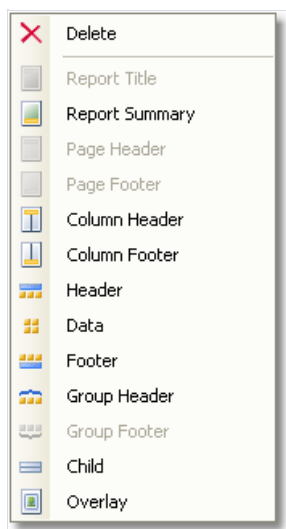 Delete
Report Title
Report Summary
Page Header
Page Footer
Column Header
Column Footer
Header
Data
Footer
Group Header
Group Footer
Child
Overlay